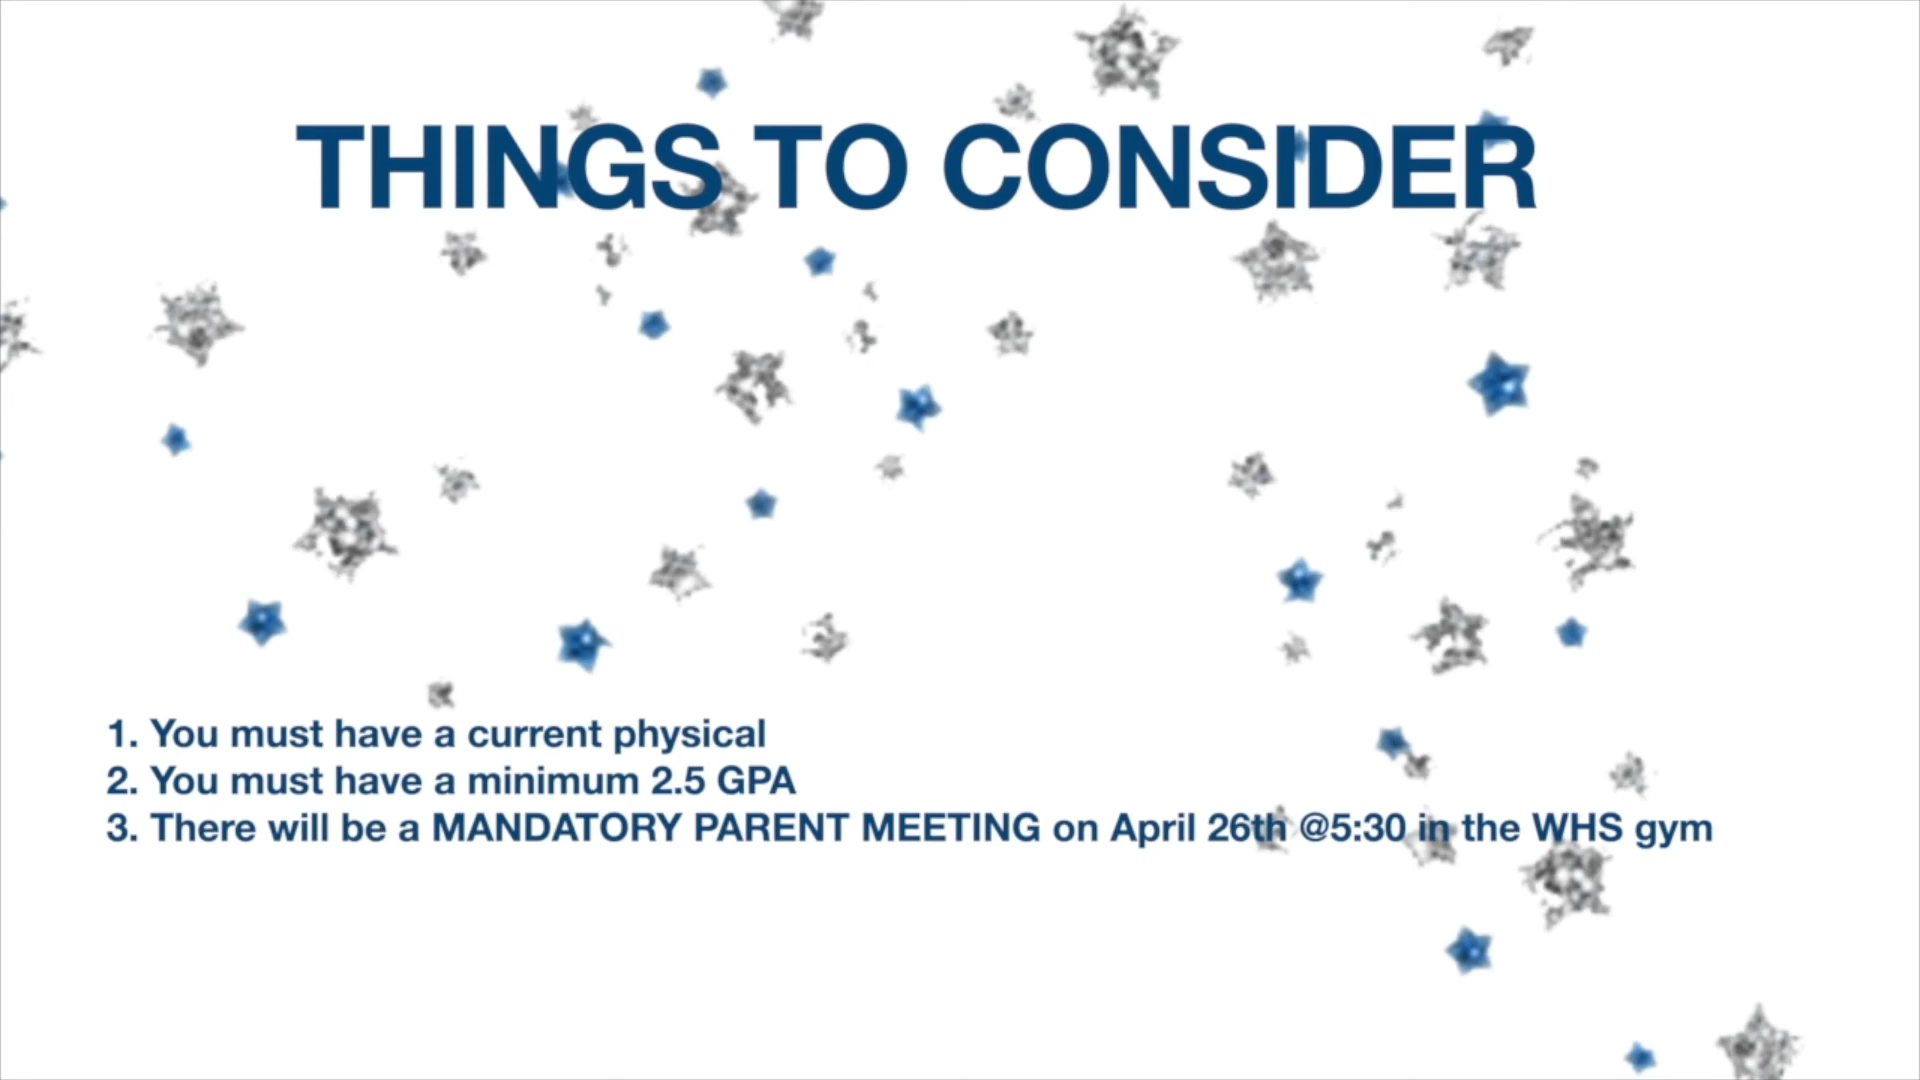 THINGS TO CONSIDER
1. You must have a current physical
2. You must have a minimum 2.5 GPA
3. There will be a MANDATORY PARENT MEETING on April 26th @5:30 in the WHS gym